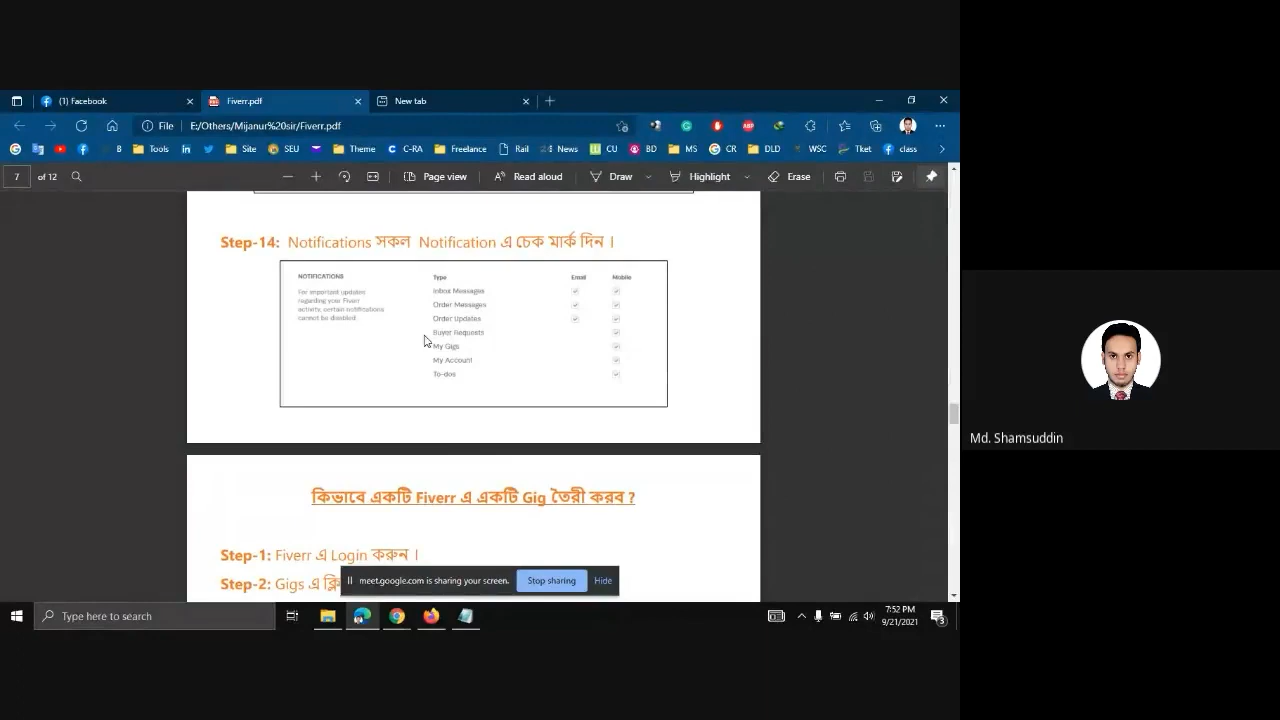 (1) Facebook
Fiverr.pdf
New tab
File E:/Others/Mijanur%20sir/Fiverr.pdf
B Tools Site SEU Theme C-RA Freelance Rail News CU BD MS CR DLD WSC Tket class
7 of 12 Page view Read aloud Draw Highlight Erase
Step-14: Notifications সকল Notification এ চেক মার্ক দিন ।
NOTIFICATIONS
For important updates
regarding your Fiverr
activity, certain notifications
cannot be disabled
Type Email Mobile
Inbox Messages
Order Messages
Order Updates
Buyer Requests
My Gigs
My Account
To-dos
কিভাবে একটি Fiverr এ একটি Gig তৈরী করব ?
Step-1: Fiverr এ Login করুন ।
Step-2: Gigs এ
meet.google.com is sharing your screen. Stop sharing Hide
Type here to search
7:52 PM
9/21/2021
3
Md. Shamsuddin